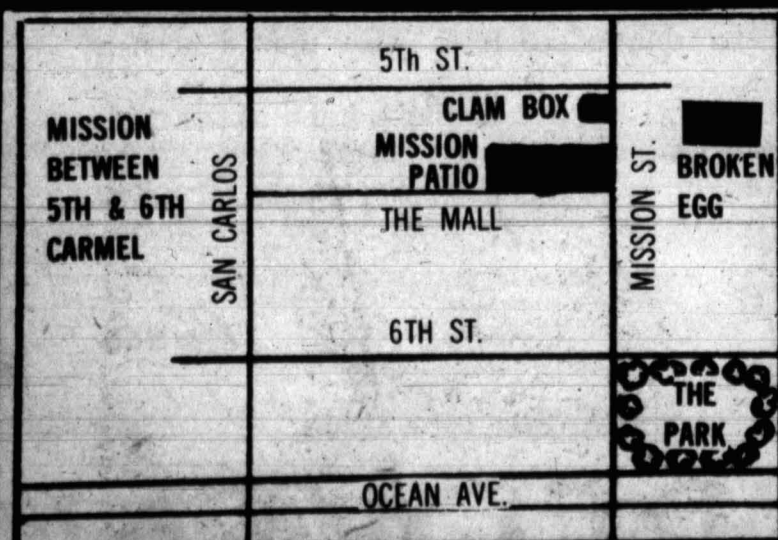 5Th ST.
CLAM BOX
MISSION
PATIO
THE MALL
MISSION
BETWEEN
5TH & 6TH
CARMEL
SAN CARLOS
MISSION ST.
BROKEN
EGG
6TH ST.
THE
PARK
OCEAN AVE.